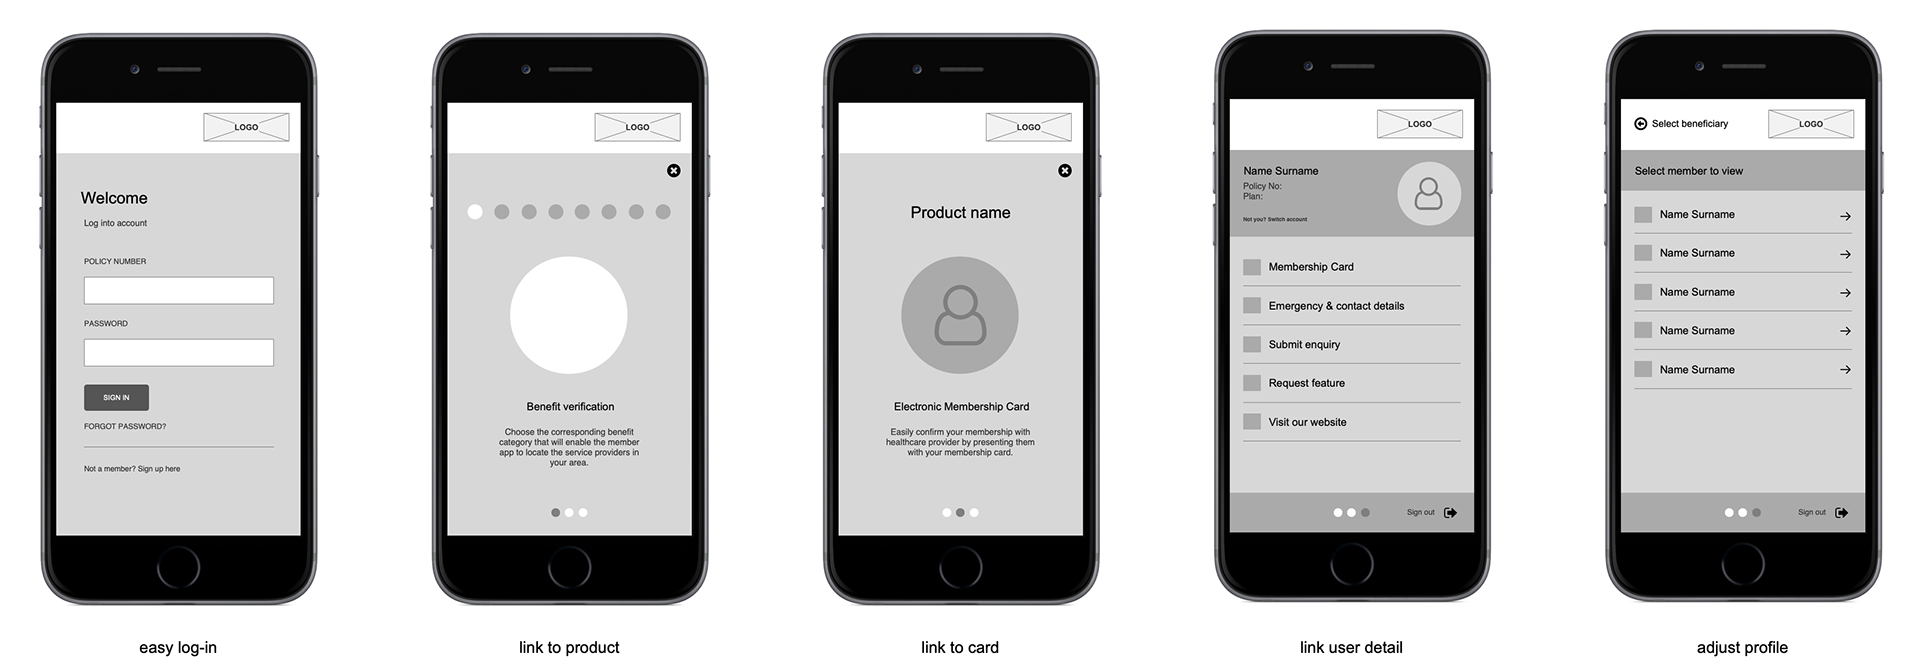 LOGO
Welcome
Log into account
POLICY NUMBER
PASSWORD
SIGN IN
FORGOT PASSWORD?
Not a member? Sign up here
easy log-in
LOGO
Benefit verification
Choose the corresponding benefit
category that will enable the member
app to locate the service providers in
your area.
link to product
LOGO
Product name
Electronic Membership Card
Easily confirm your membership with
healthcare provider by presenting them
with your membership card.
link to card
LOGO
Name Surname
Policy No:
Plan:
Not you? Switch account
Membership Card
Emergency & contact details
Submit enquiry
Request feature
Visit our website
Sign out
link user detail
Select beneficiary
LOGO
Select member to view
Name Surname
Name Surname
Name Surname
Name Surname
Name Surname
Sign out
adjust profile